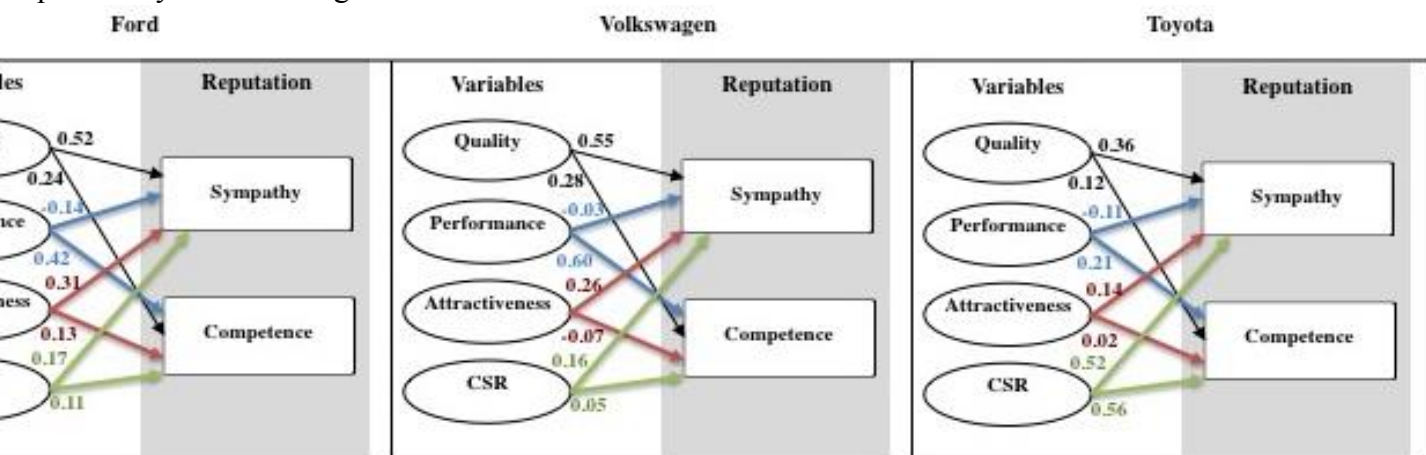 Ford
Volkswagen
Toyota
les
Reputation
0.52
0.24
-0.14
nce
0.42
0.31
ness
0.13
0.17
0.11
Sympathy
Competence
Variables
Reputation
Quality
0.55
0.28
-0.03
Performance
0.60
0.26
Attractiveness
-0.07
0.16
CSR
0.05
Sympathy
Competence
Variables
Reputation
Quality
0.36
0.12
-0.11
Performance
0.21
0.14
Attractiveness
0.02
0.52
CSR
0.56
Sympathy
Competence